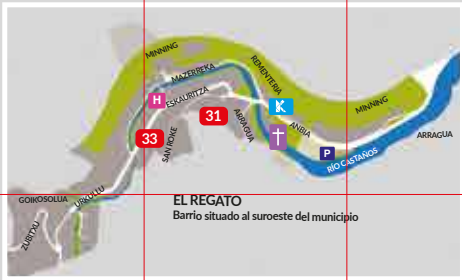 MINNING
MAZERREKA
REMENTERIA
H
ESKAURITZA
K
MINNING
31
ARRAGUA
ANBIA
33
SAN ROKE
P
ARRAGUA
RÍO CASTAÑOS
GOIKOSOLUA
URKULLU
EL REGATO
Barrio situado al suroeste del municipio
ZUBITXU